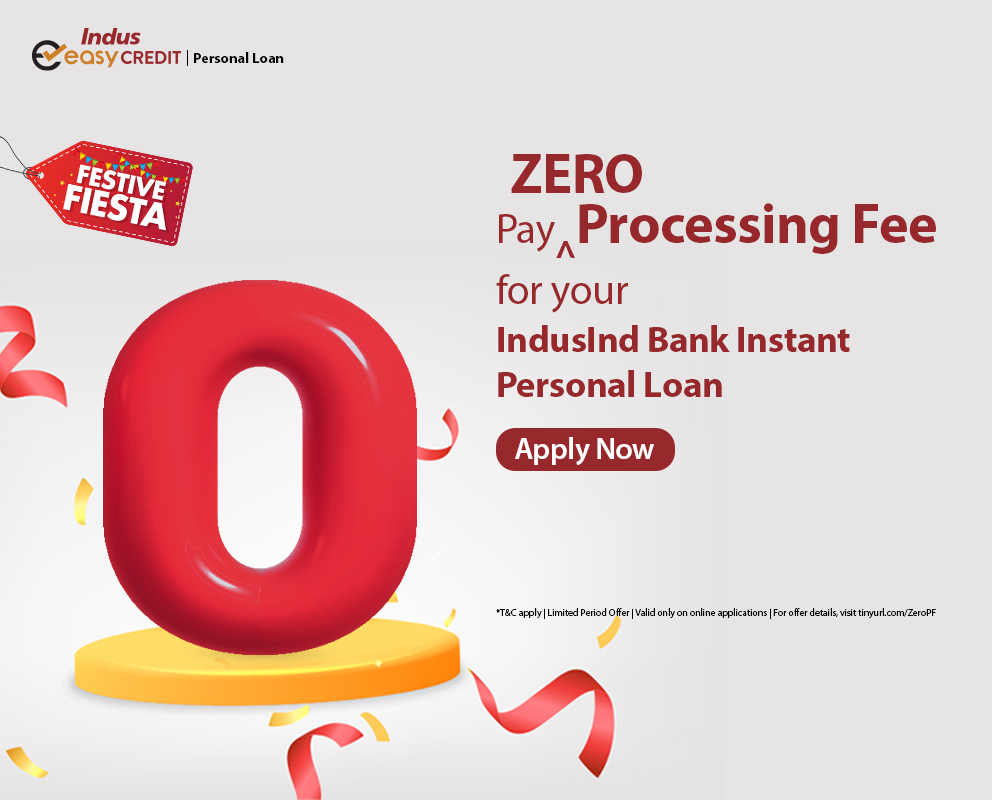 Indus
easy CREDIT | Personal Loan
FESTIVE
FIESTA
ZERO
Pay ^ Processing Fee
for your
IndusInd Bank Instant
Personal Loan
Apply Now
0
*T&C apply | Limited Period Offer | Valid only on online applications | For offer details, visit tinyurl.com/ZeroPF